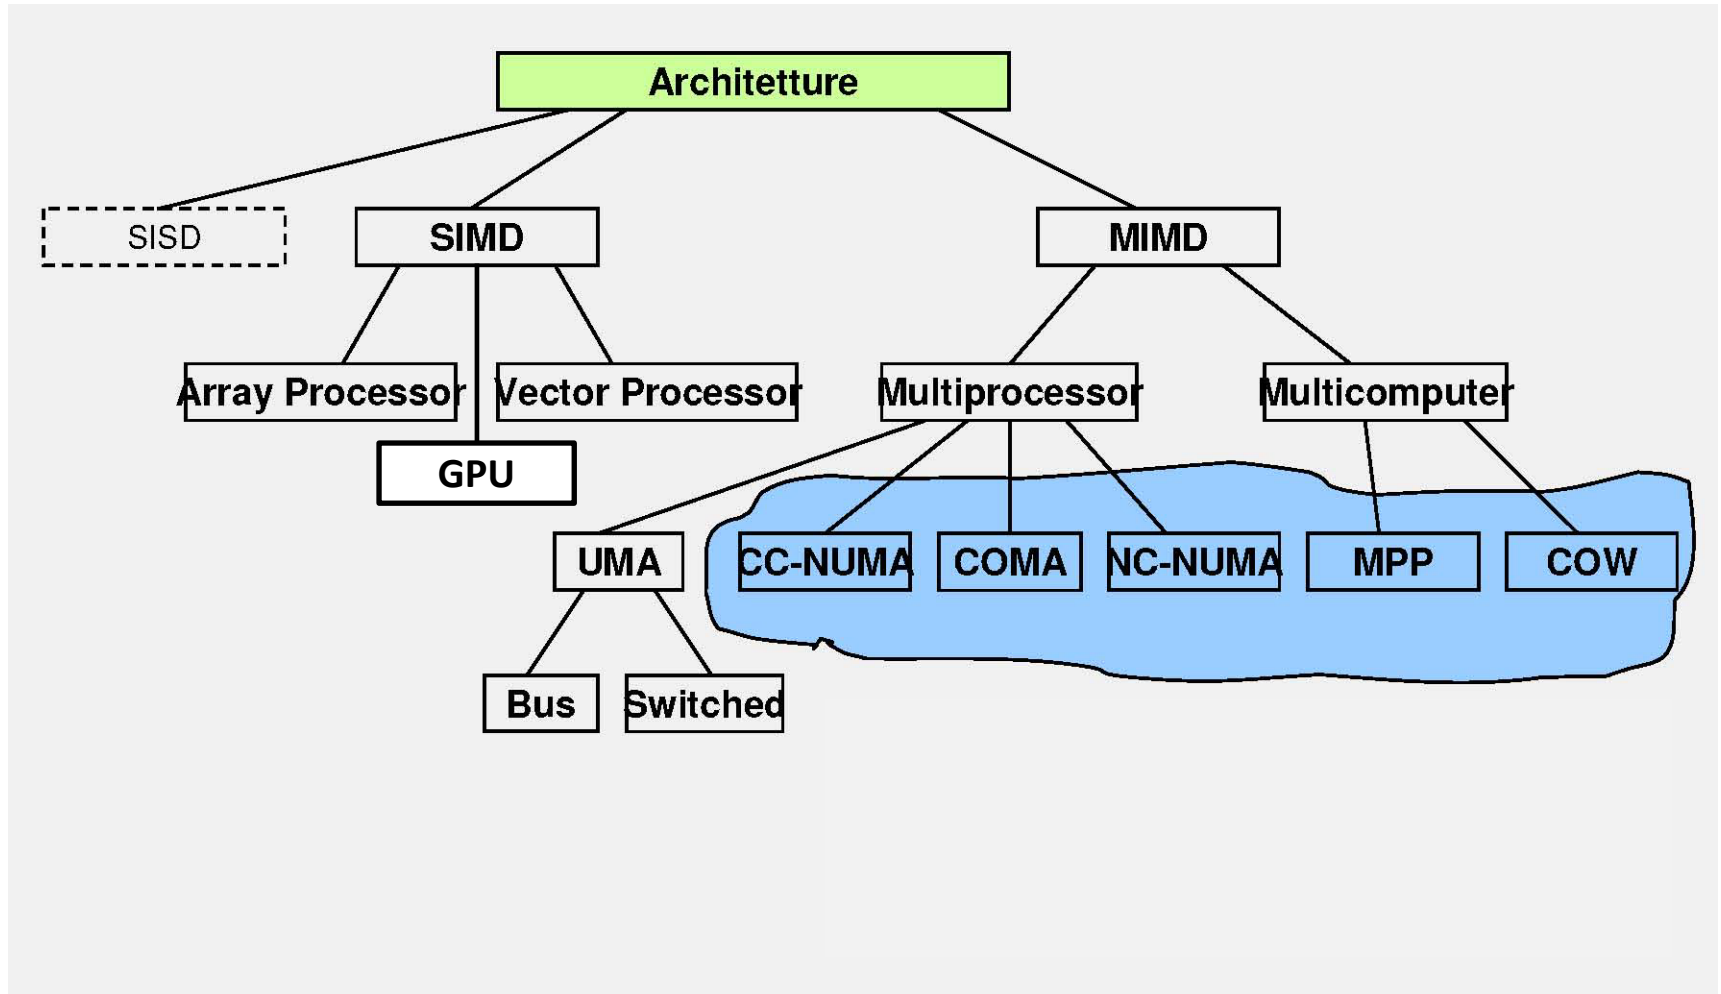 Architetture
SISD
SIMD
MIMD
Array Processor
Vector Processor
Multiprocessor
Multicomputer
GPU
UMA
CC-NUMA
COMA
NC-NUMA
MPP
COW
Bus
Switched